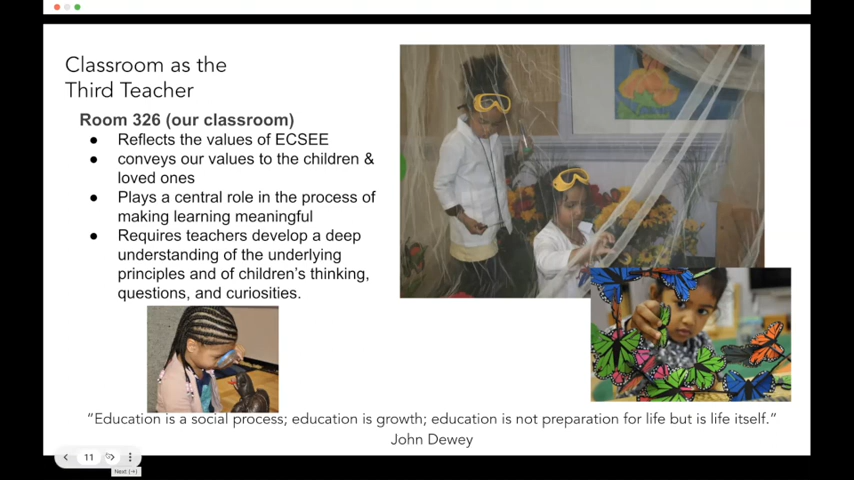 Classroom as the
Third Teacher
Room 326 (our classroom)
● Reflects the values of ECSEE
● conveys our values to the children &
loved ones
● Plays a central role in the process of
making learning meaningful
● Requires teachers develop a deep
understanding of the underlying
principles and of children's thinking,
questions, and curiosities.
“Education is a social process; education is growth; education is not preparation for life but is life itself.”
John Dewey
11
Next (→)